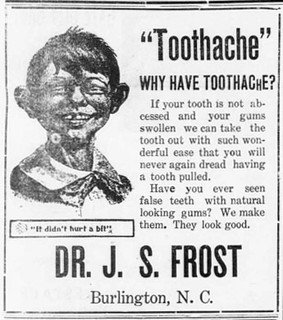 "Toothache"
WHY HAVE TOOTHACHE?
If your tooth is not ab-
cessed and your gums
swollen we can take the
tooth out with such won-
derful ease that you will
never again dread having
a tooth pulled.
Have you ever seen
false teeth with natural
looking gums? We make
them. They look good.
"It didn't hurt a bit"
DR. J. S. FROST
Burlington, N. C.